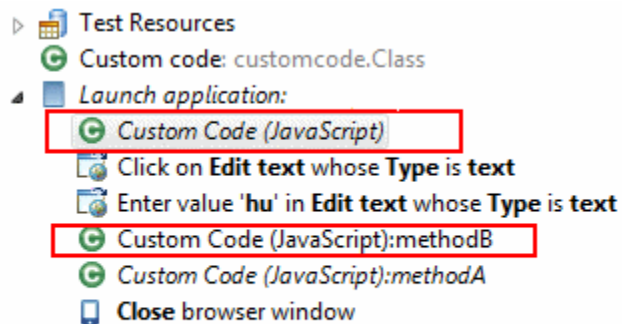 Test Resources
Custom code: customcode.Class
Launch application:
Custom Code (JavaScript)
Click on Edit text whose Type is text
Enter value 'hu' in Edit text whose Type is text
Custom Code (JavaScript):methodB
Custom Code (JavaScript):methodA
Close browser window